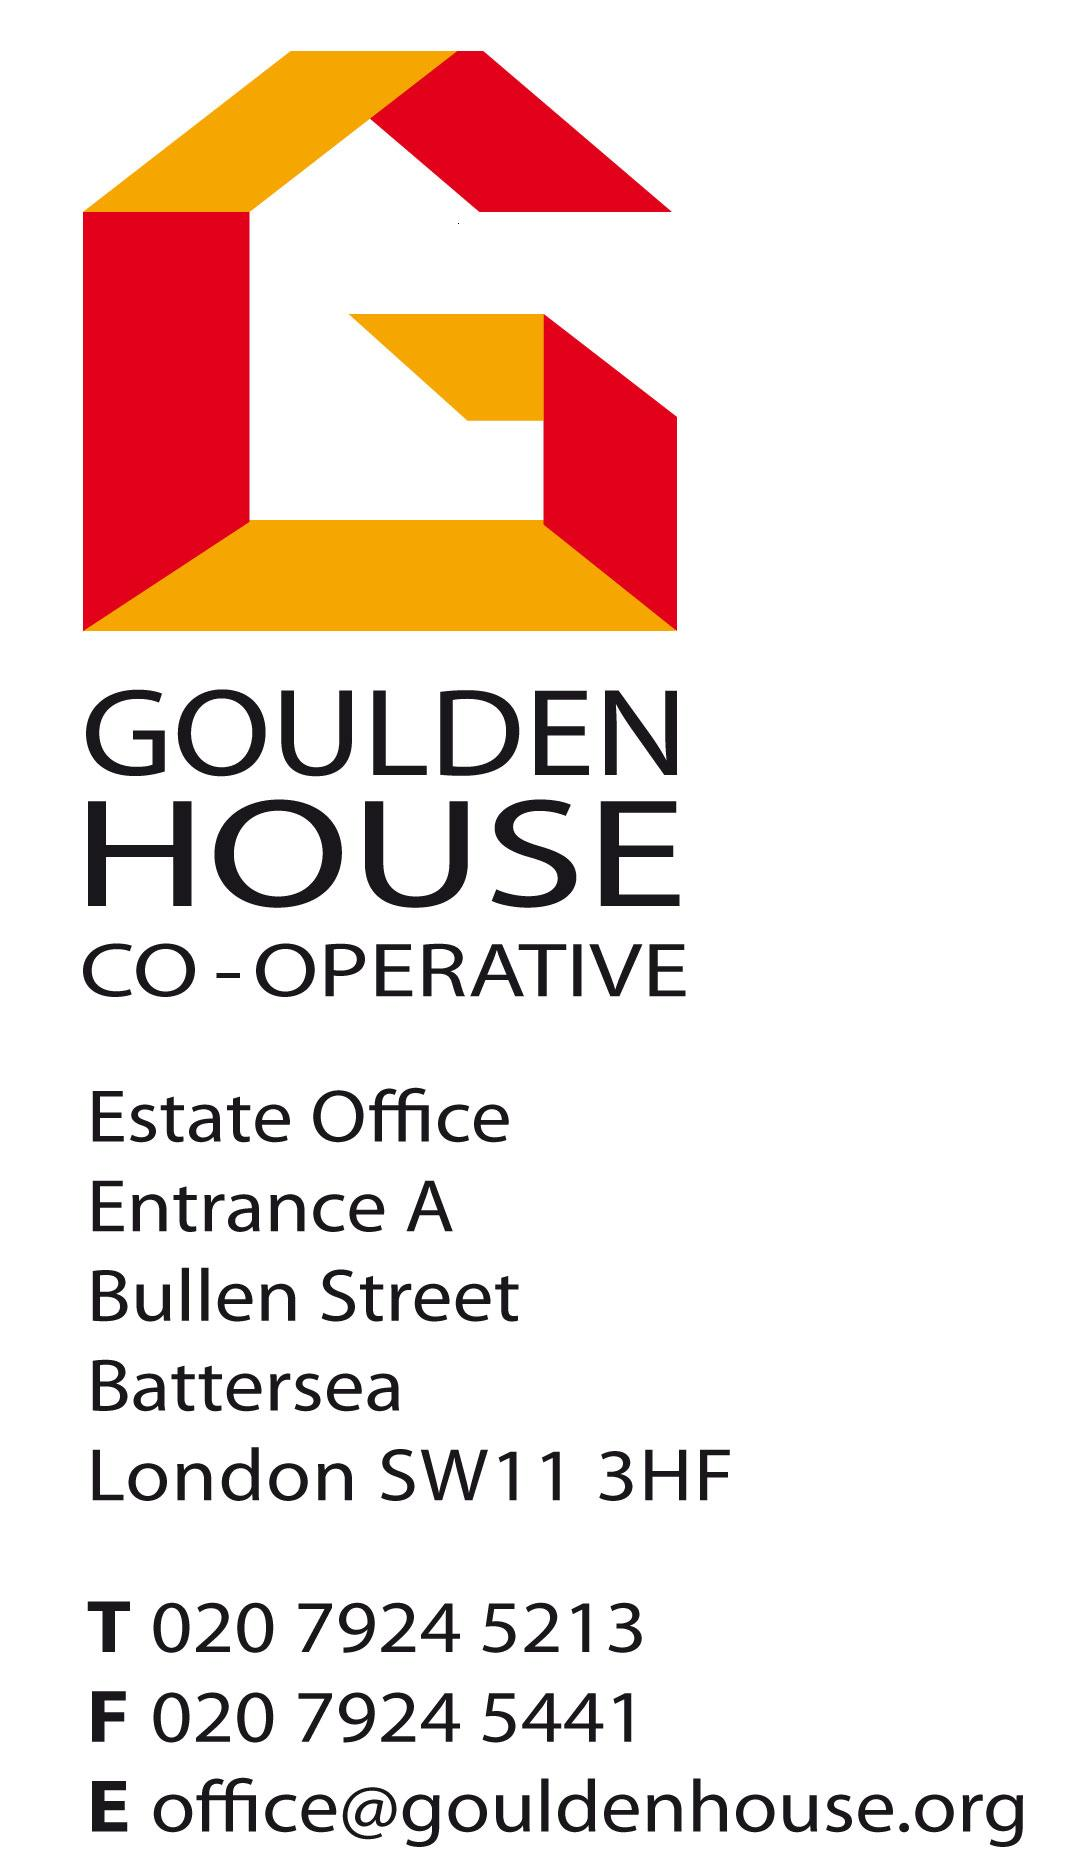 GOULDEN
HOUSE
CO-OPERATIVE
Estate Office
Entrance A
Bullen Street
Battersea
London SW11 3HF
T 020 7924 5213
F 020 7924 5441
E office@gouldenhouse.org